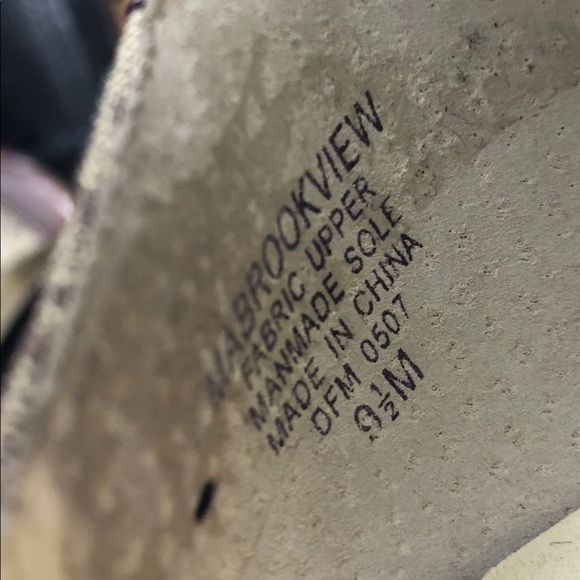 MABROOKVIEW
FABRIC UPPER
MANMADE SOLE
MADE IN CHINA
DFM 0507
9½M